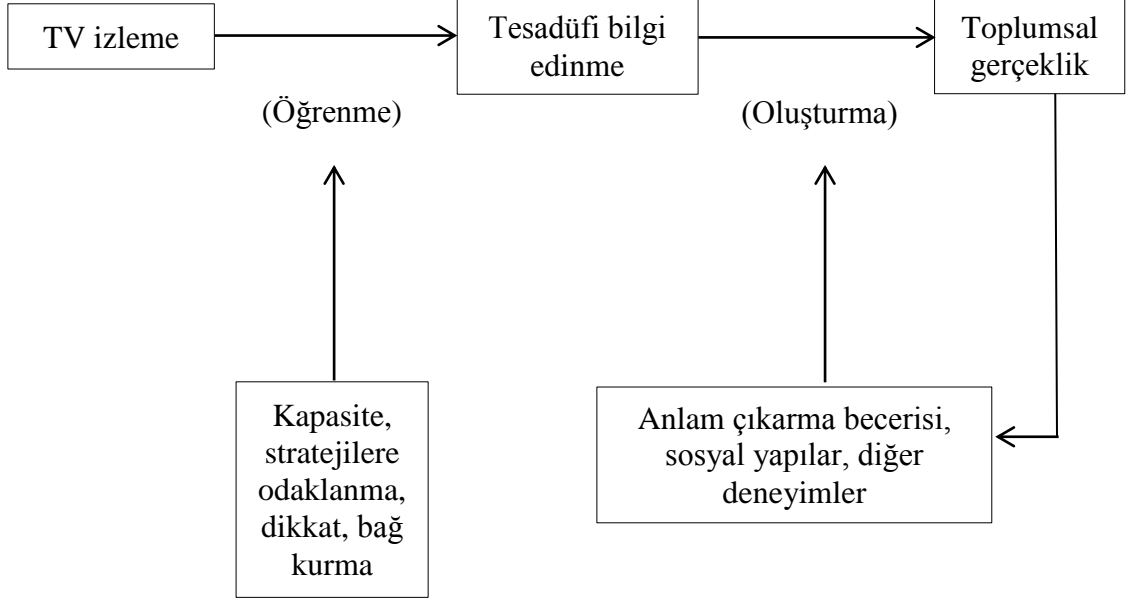 TV izleme
Tesadüfi bilgi
edinme
Toplumsal
gerçeklik
(Öğrenme)
(Oluşturma)
Kapasite,
stratejilere
odaklanma,
dikkat, bağ
kurma
Anlam çıkarma becerisi,
sosyal yapılar, diğer
deneyimler